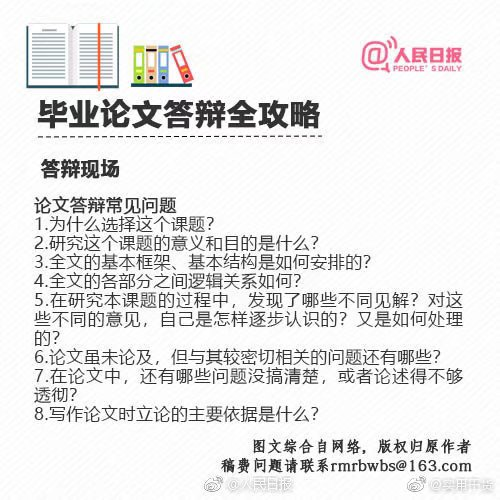 @人民日报
PEOPLE'S DAILY
毕业论文答辩全攻略
答辩现场
论文答辩常见问题
1.为什么选择这个课题?
2.研究这个课题的意义和目的是什么?
3.全文的基本框架、基本结构是如何安排的?
4.全文的各部分之间逻辑关系如何?
5.在研究本课题的过程中，发现了哪些不同见解？对这
些不同的意见，自己是怎样逐步认识的？又是如何处理
的?
6.论文虽未论及，但与其较密切相关的问题还有哪些?
7.在论文中，还有哪些问题没搞清楚，或者论述得不够
透彻?
8.写作论文时立论的主要依据是什么?
图文综合自网络，版权归原作者
稿费问题请联系rmrbwbs@163.com
@人民日报
@实用干货